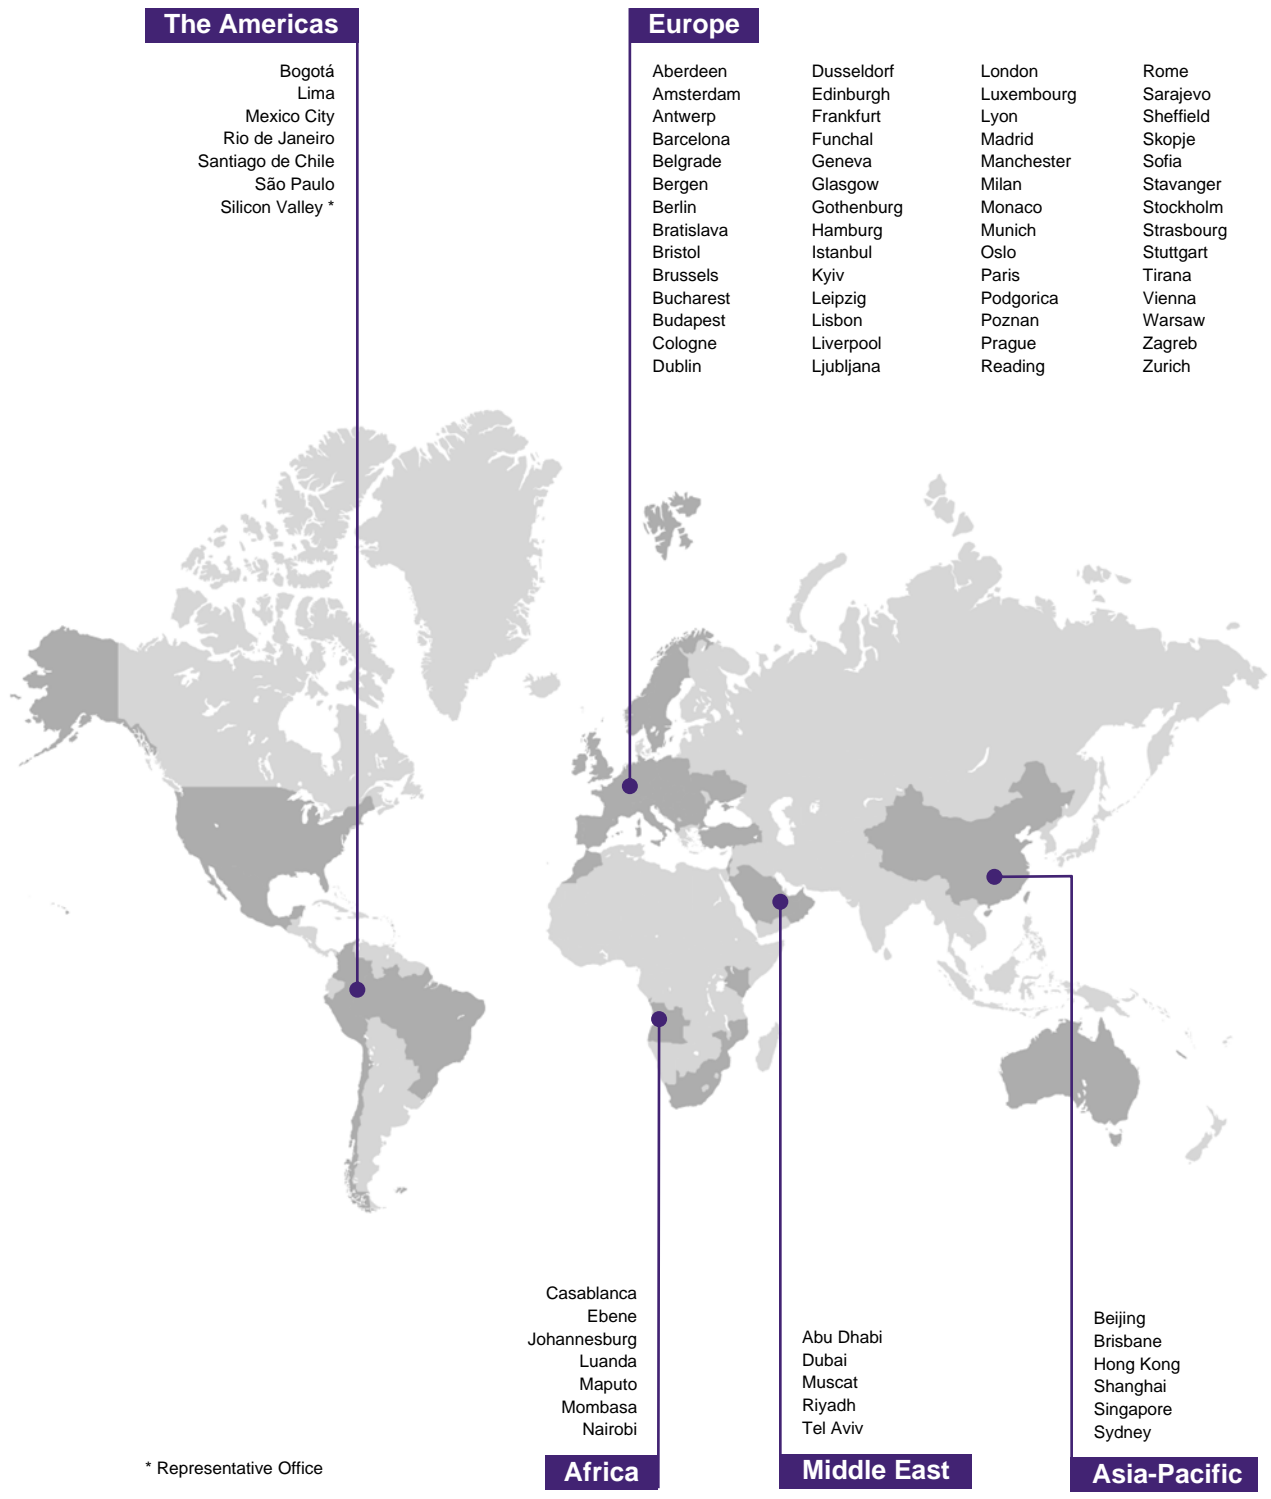 The Americas
Bogotá
Lima
Mexico City
Rio de Janeiro
Santiago de Chile
São Paulo
Silicon Valley *
Europe
Aberdeen
Amsterdam
Antwerp
Barcelona
Belgrade
Bergen
Berlin
Bratislava
Bristol
Brussels
Bucharest
Budapest
Cologne
Dublin
Dusseldorf
Edinburgh
Frankfurt
Funchal
Geneva
Glasgow
Gothenburg
Hamburg
Istanbul
Kyiv
Leipzig
Lisbon
Liverpool
Ljubljana
London
Luxembourg
Lyon
Madrid
Manchester
Milan
Monaco
Munich
Oslo
Paris
Podgorica
Poznan
Prague
Reading
Rome
Sarajevo
Sheffield
Skopje
Sofia
Stavanger
Stockholm
Strasbourg
Stuttgart
Tirana
Vienna
Warsaw
Zagreb
Zurich
Casablanca
Ebene
Johannesburg
Luanda
Maputo
Mombasa
Nairobi
Africa
Abu Dhabi
Dubai
Muscat
Riyadh
Tel Aviv
Middle East
Beijing
Brisbane
Hong Kong
Shanghai
Singapore
Sydney
Asia-Pacific
* Representative Office